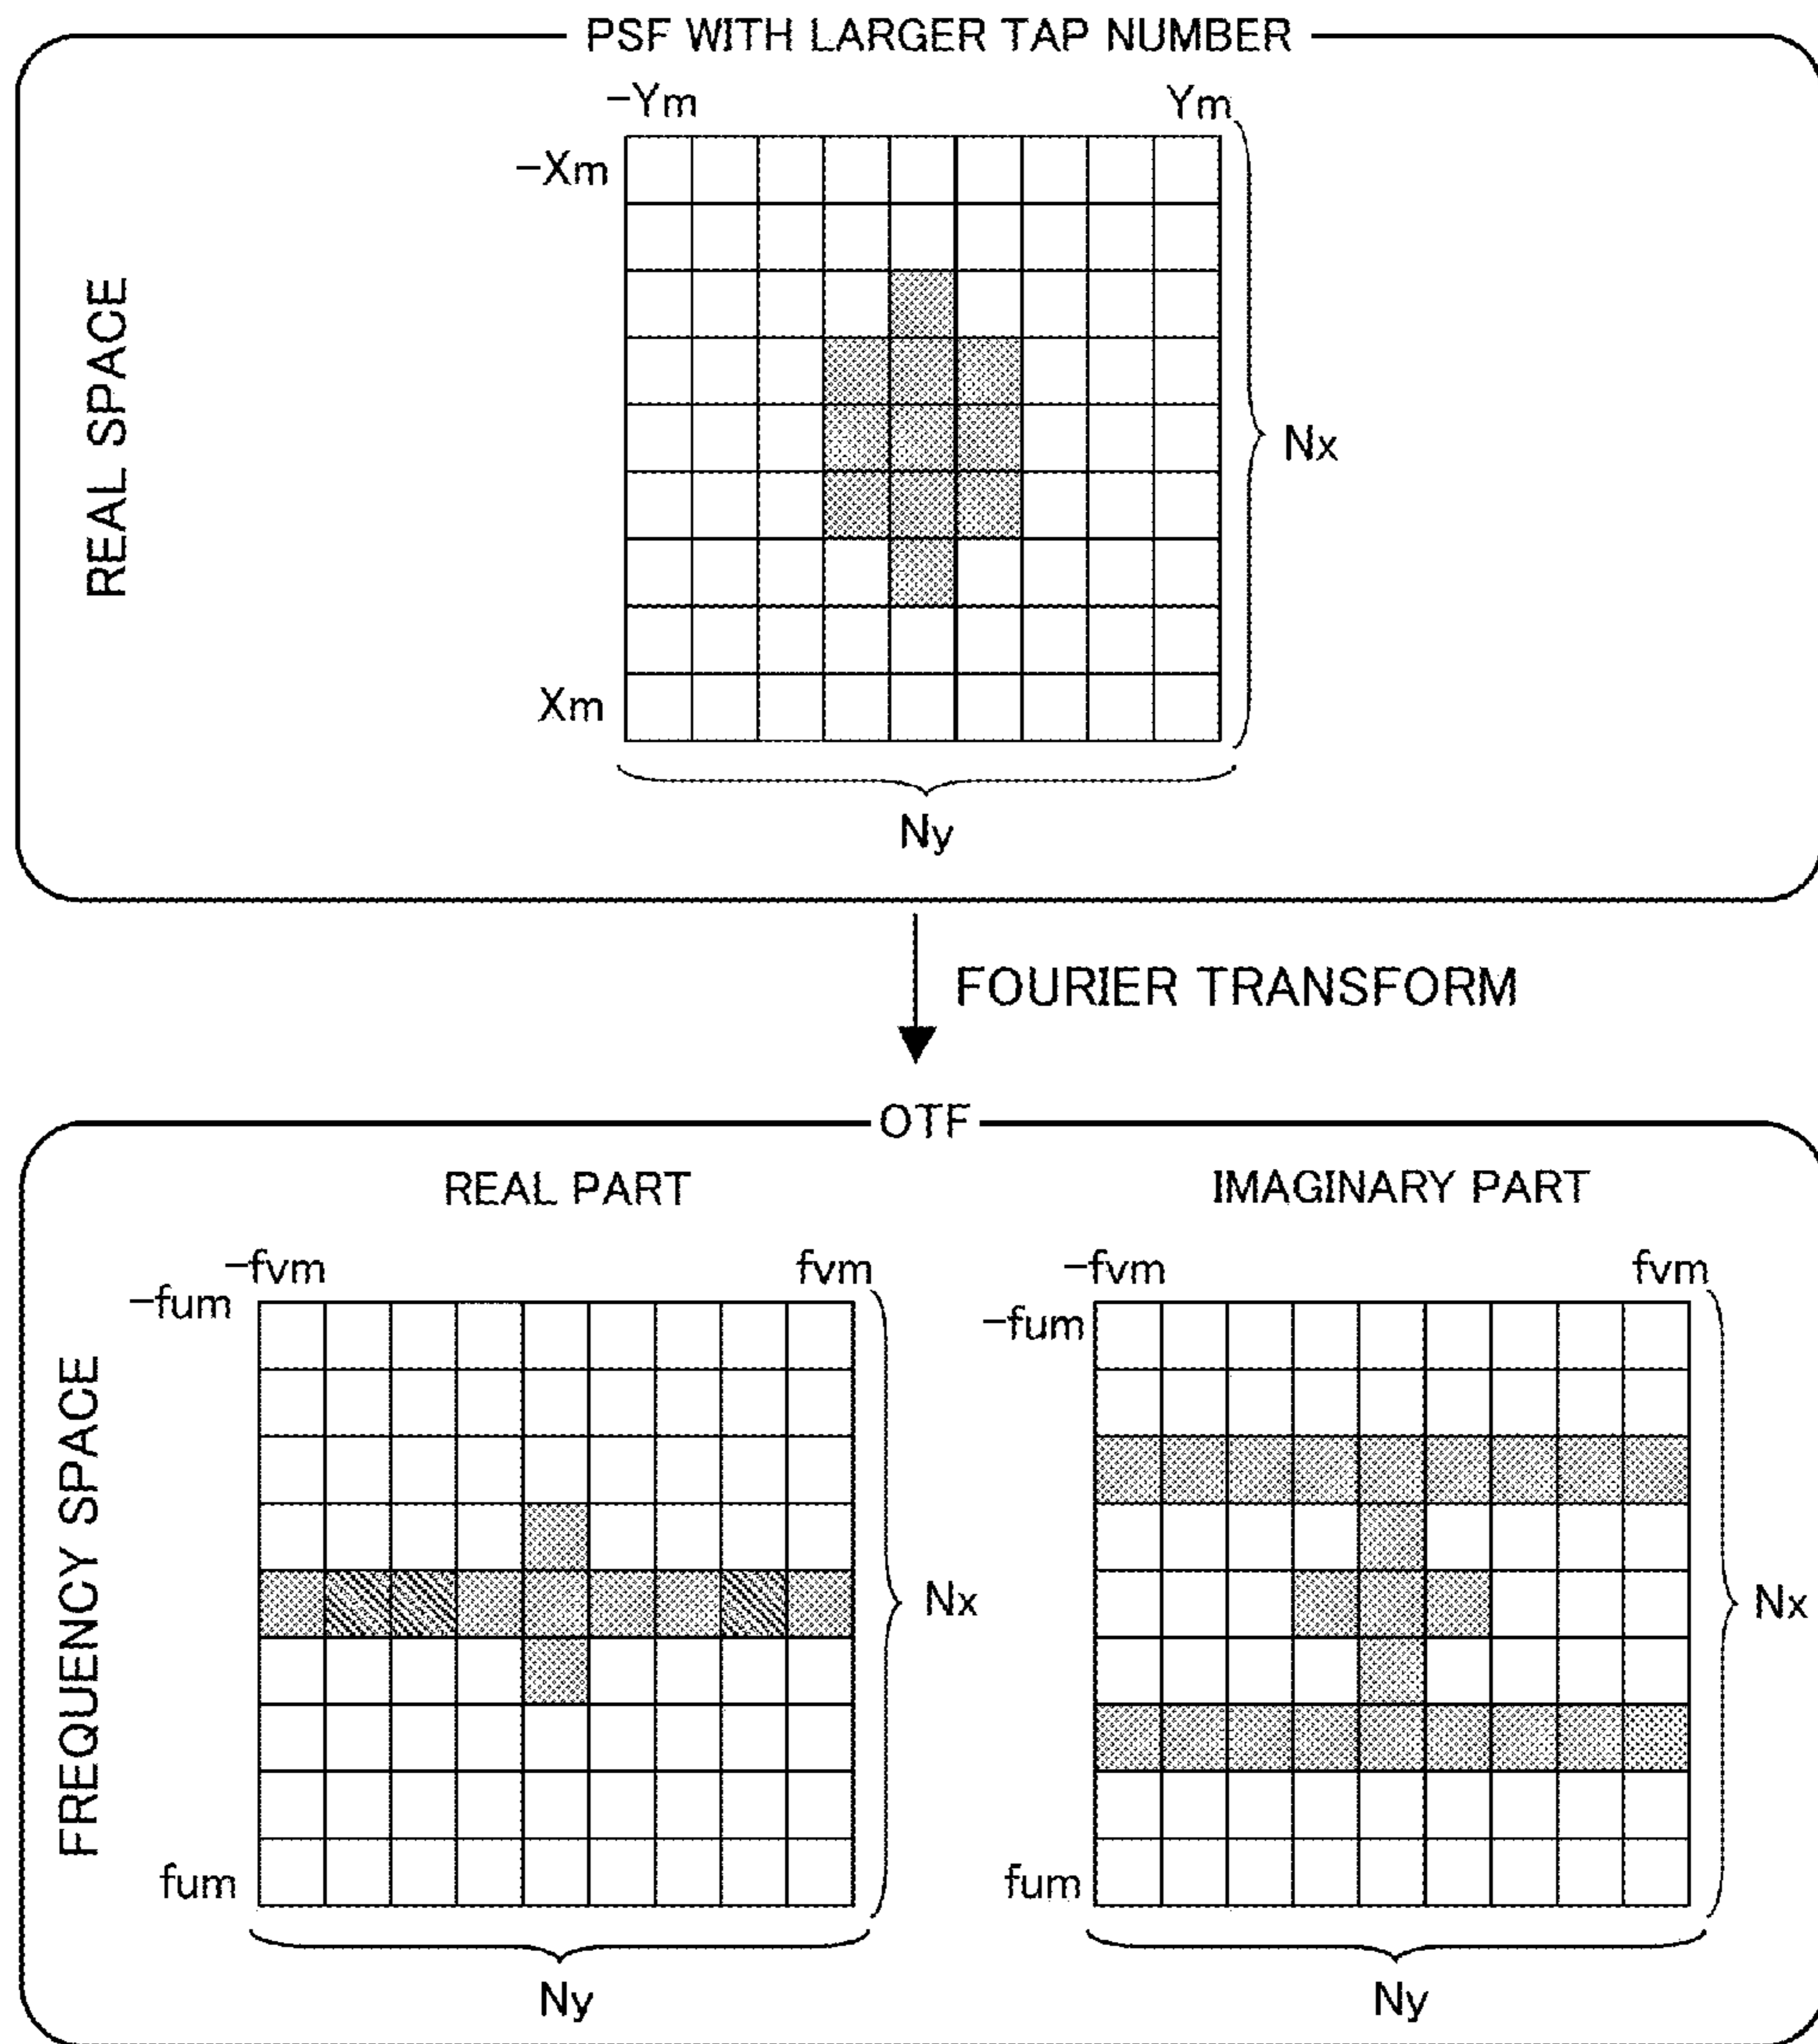 PSF WITH LARGER TAP NUMBER
-Ym Ym
-Xm
REAL SPACE
Nx
Xm
Ny
FOURIER TRANSFORM
OTF
REAL PART IMAGINARY PART
-fvm fvm -fvm fvm
-fum -fum
FREQUENCY SPACE
Nx Nx
fum fum
Ny Ny